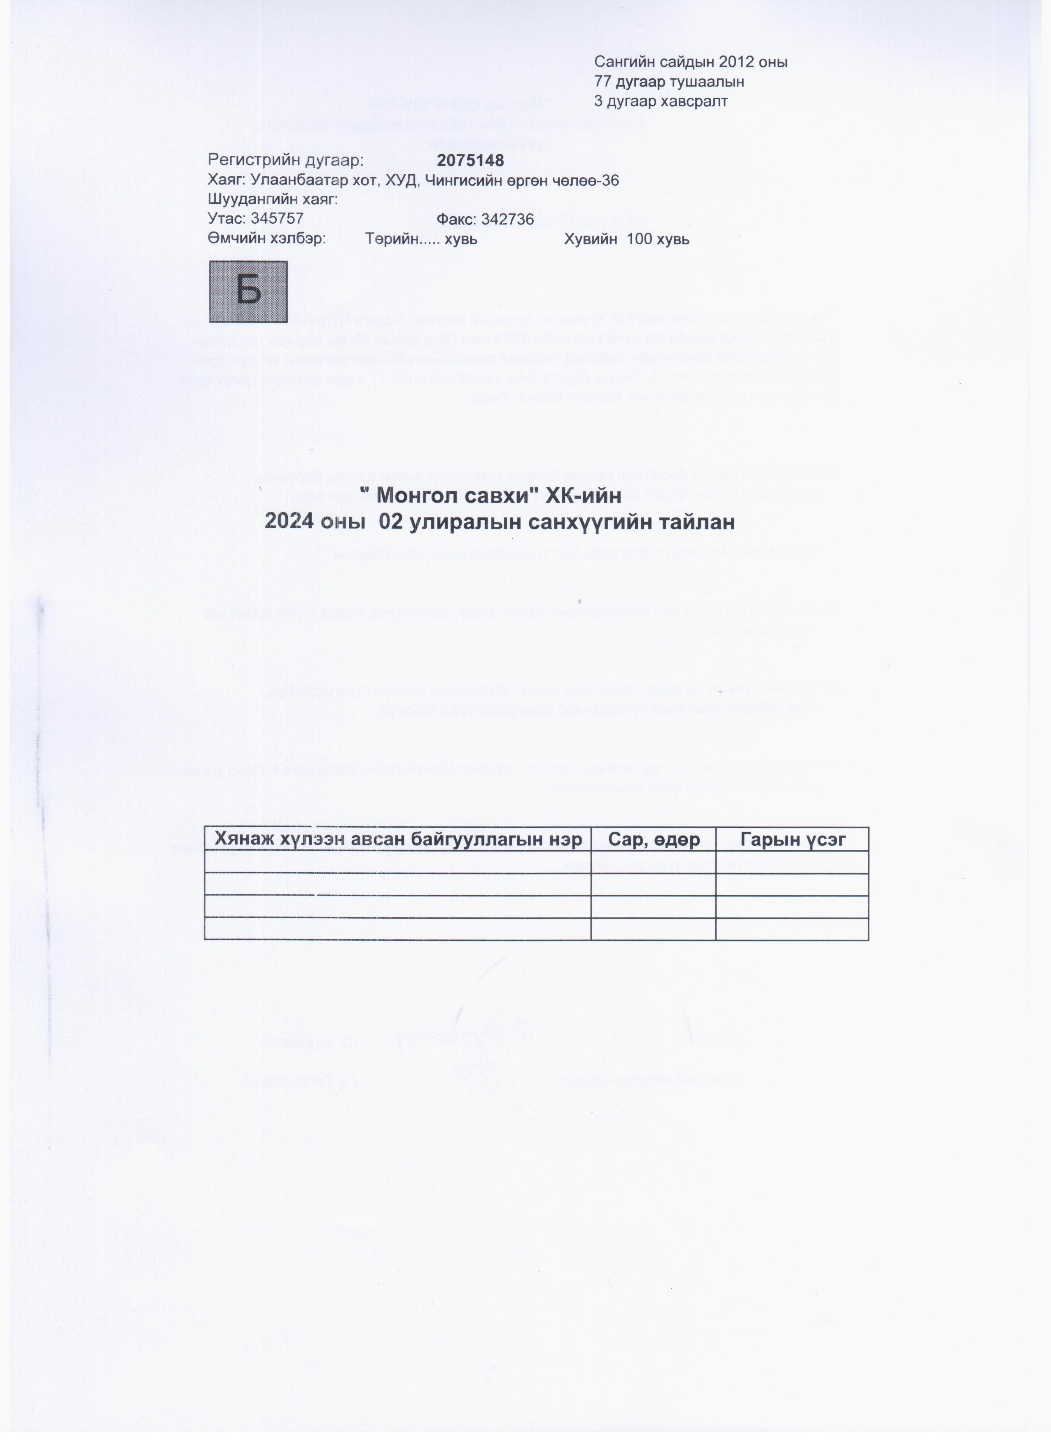 Сангийн сайдын 2012 оны
77 дугаар тушаалын
3 дугаар хавсралт
Регистрийн дугаар: 2075148
Хаяг: Улаанбаатар хот, ХУД, Чингисийн өргөн чөлөө-36
Шуудангийн хаяг:
Утас: 345757 Факс: 342736
Өмчийн хэлбэр: Төрийн..... хувь Хувийн 100 хувь
Б
" Монгол савхи" ХК-ийн
2024 оны 02 улиралын санхүүгийн тайлан
Хянаж хүлээн авсан байгууллагын нэр Сар, өдөр Гарын үсэг